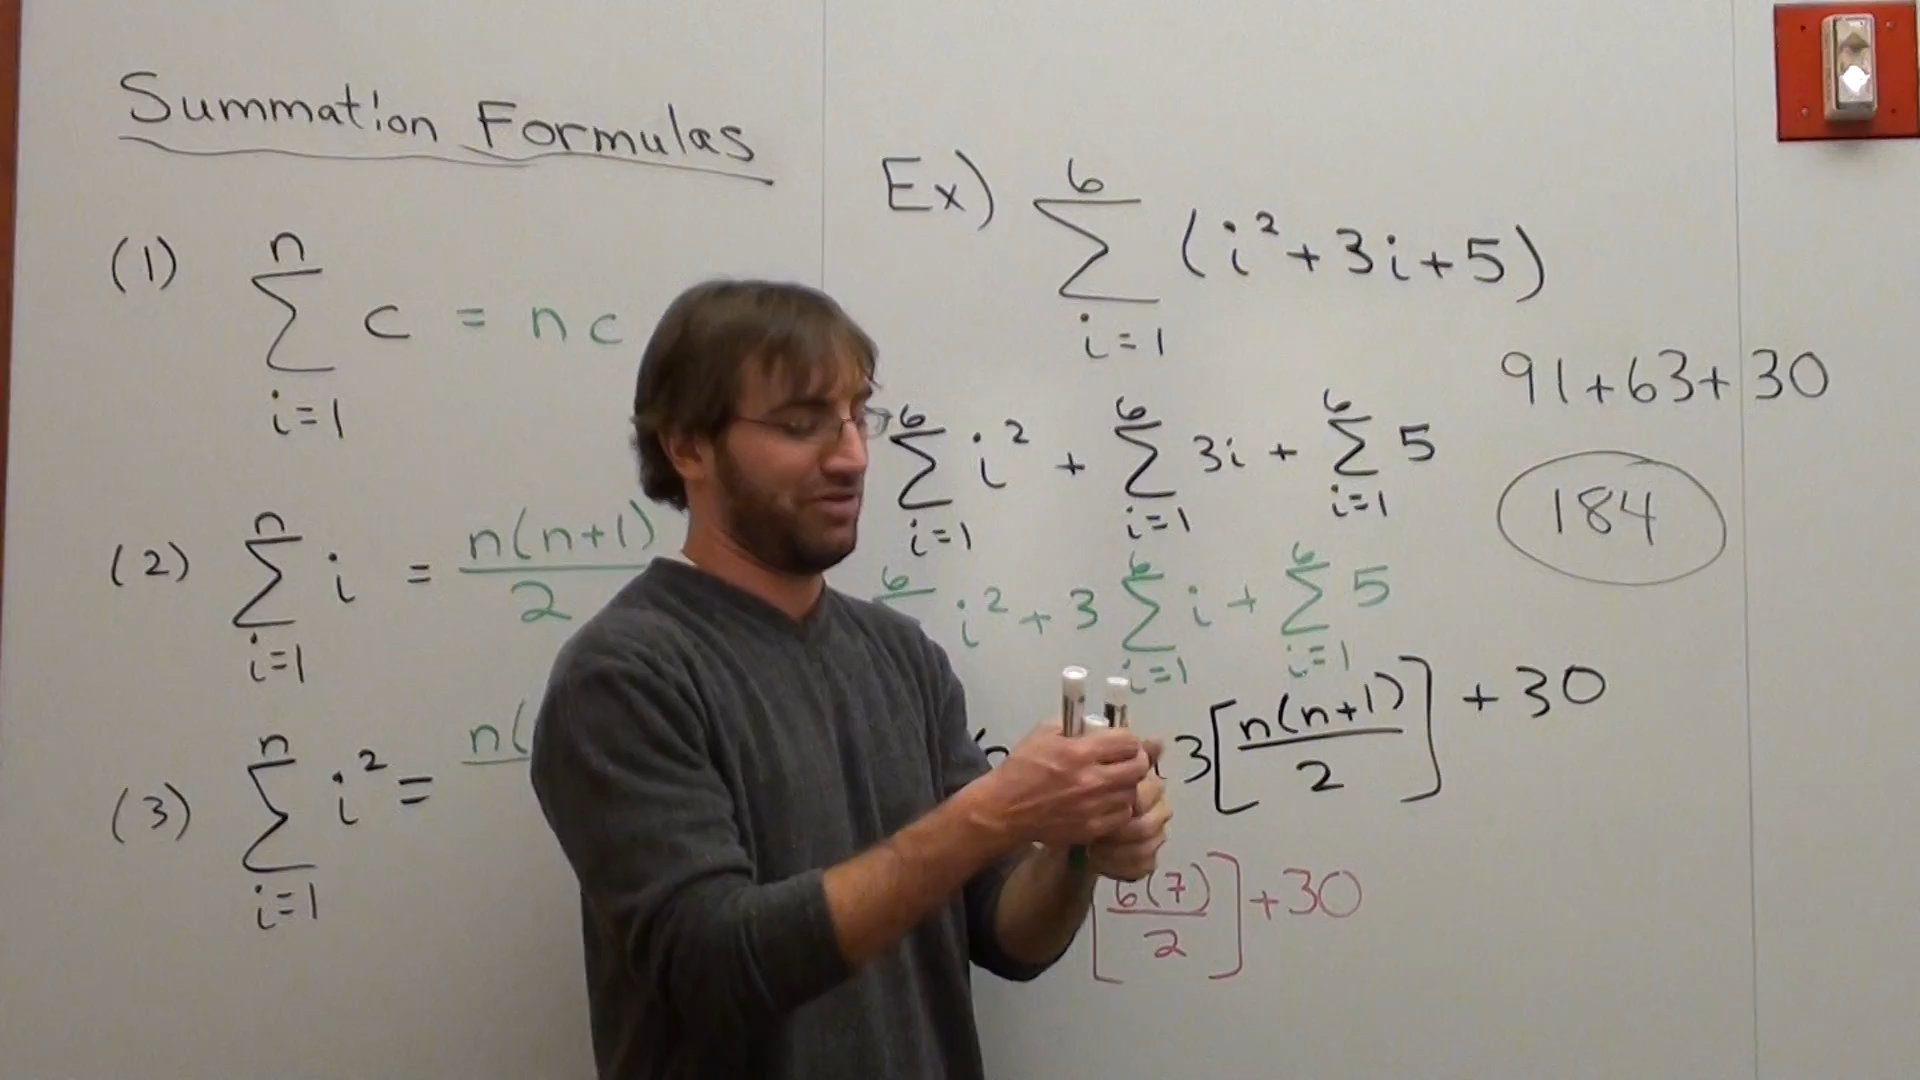 Summation Formulas
(1) n ∑ i=1 c = nc
(2) n ∑ i=1 i = n(n+1) / 2
(3) n ∑ i=1 i² = n(
Ex) 6 ∑ i=1 (i² + 3i + 5)
6 ∑ i=1 i² + 6 ∑ i=1 3i + 6 ∑ i=1 5
6 i² + 3 6 ∑ i=1 i + 6 ∑ i=1 5
3 [ n(n+1) / 2 ] + 30
[ 6(7) / 2 ] + 30
91 + 63 + 30
184